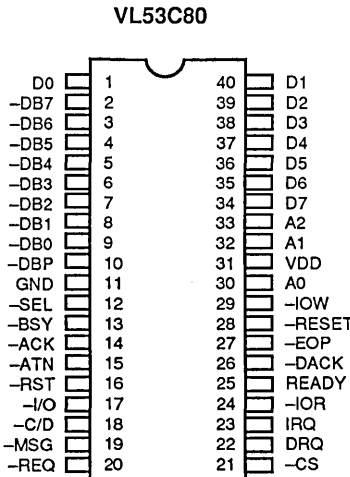 VL53C80
D0 1 40 D1
–DB7 2 39 D2
–DB6 3 38 D3
–DB5 4 37 D4
–DB4 5 36 D5
–DB3 6 35 D6
–DB2 7 34 D7
–DB1 8 33 A2
–DB0 9 32 A1
–DBP 10 31 VDD
GND 11 30 A0
–SEL 12 29 –IOW
–BSY 13 28 –RESET
–ACK 14 27 –EOP
–ATN 15 26 –DACK
–RST 16 25 READY
–I/O 17 24 –IOR
–C/D 18 23 IRQ
–MSG 19 22 DRQ
–REQ 20 21 –CS